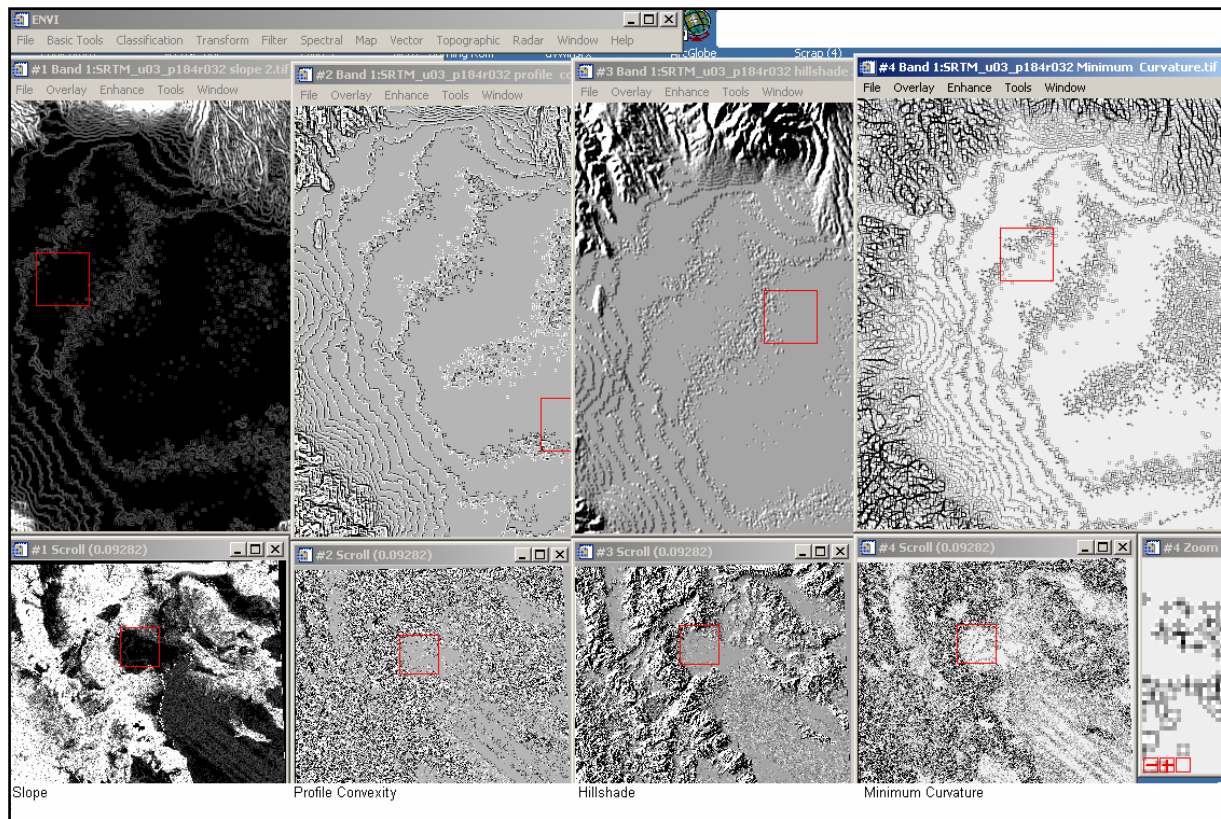 ENVI
File Basic Tools Classification Transform Filter Spectral Map Vector Topographic Radar Window Help
ArcGlobe Scrap (4)
#1 Band 1:SRTM_u03_p184r032 slope 2.tif
File Overlay Enhance Tools Window
#2 Band 1:SRTM_u03_p184r032 profile co
File Overlay Enhance Tools Window
#3 Band 1:SRTM_u03_p184r032 hillshade
File Overlay Enhance Tools Window
#4 Band 1:SRTM_u03_p184r032 Minimum Curvature.tif
File Overlay Enhance Tools Window
#1 Scroll (0.09282)
#2 Scroll (0.09282)
#3 Scroll (0.09282)
#4 Scroll (0.09282)
#4 Zoom
Slope
Profile Convexity
Hillshade
Minimum Curvature